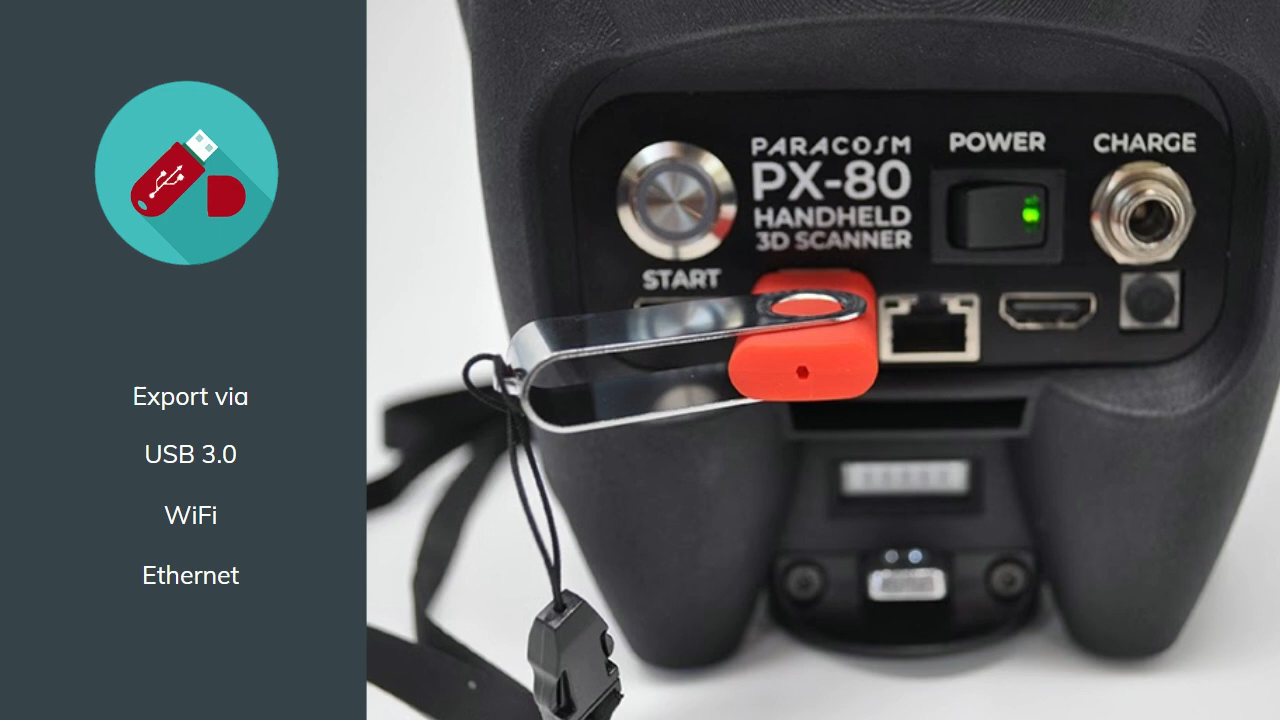 Export via
USB 3.0
WiFi
Ethernet
PARACOSM
PX-80
HANDHELD
3D SCANNER
POWER
CHARGE
START